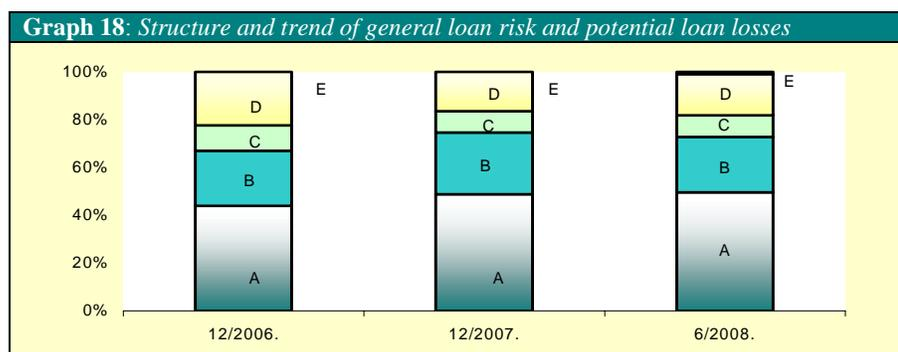 Graph 18: Structure and trend of general loan risk and potential loan losses
100%
80%
60%
40%
20%
0%
D
E
C
B
A
D
E
C
B
A
E
D
C
B
A
12/2006.
12/2007.
6/2008.